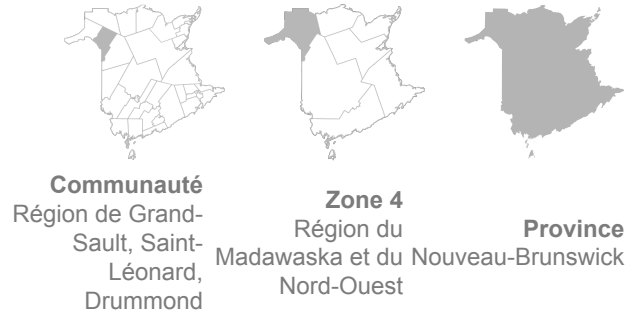 Communauté
Région de Grand-
Sault, Saint-
Léonard,
Drummond
Zone 4
Région du
Madawaska et du
Nord-Ouest
Province
Nouveau-Brunswick